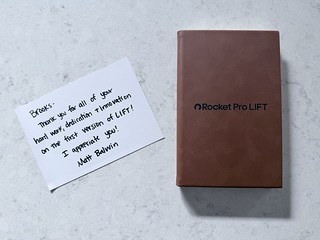 Brooks.
Thank you for all of your
hard work, dedication + innovation
on the first version of LIFT!
I appreciate you!
Matt Balwin
Rocket Pro LIFT